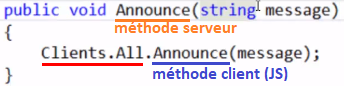 public void Announce(string message)
méthode serveur
{
Clients.All.Announce(message);
méthode client (JS)
}